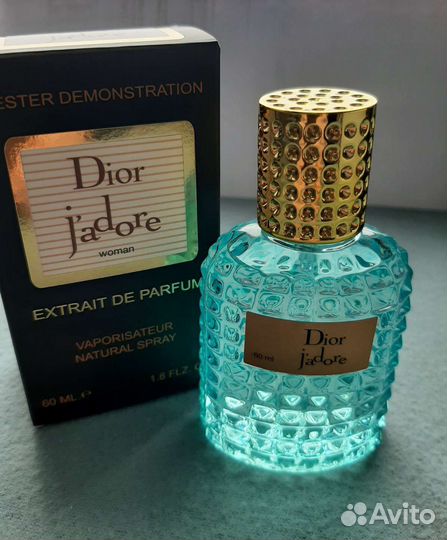 ESTER DEMONSTRATION
Dior
j'adore
woman
EXTRAIT DE PARFUM
VAPORISATEUR
NATURAL SPRAY
60 ML.℮
1.6 FL.
Dior
60 ml
j'adore
Avito